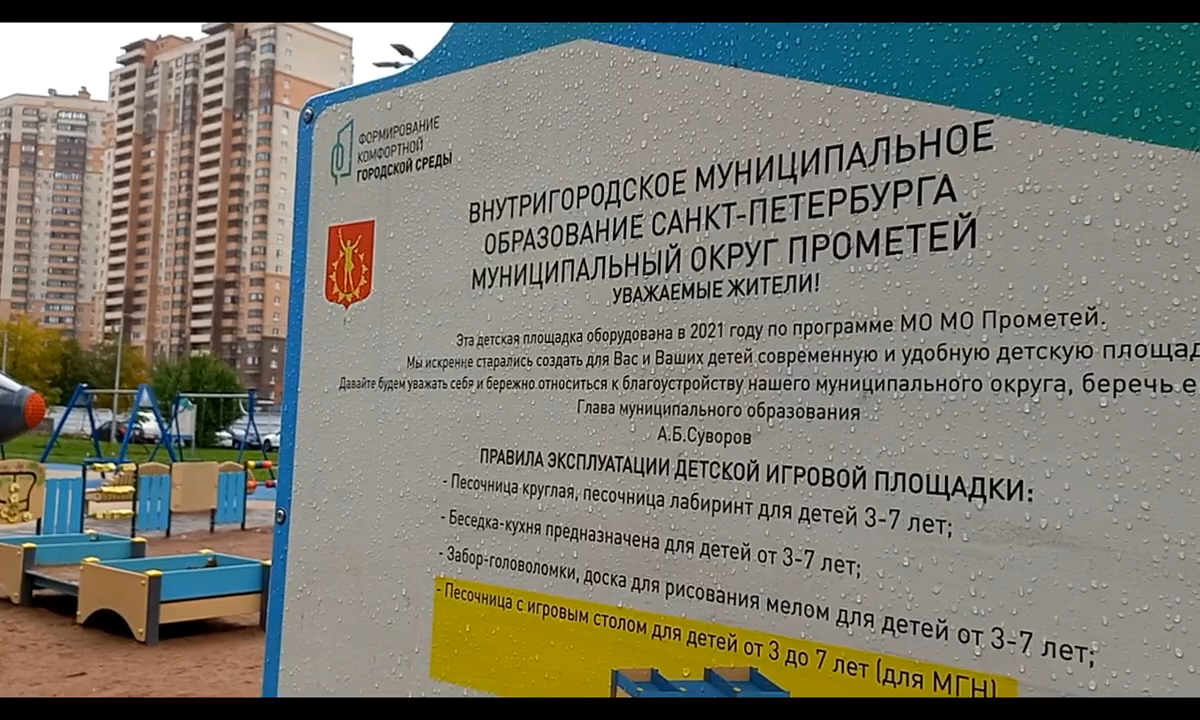 ФОРМИРОВАНИЕ
КОМФОРТНОЙ
ГОРОДСКОЙ СРЕДЫ
ВНУТРИГОРОДСКОЕ МУНИЦИПАЛЬНОЕ
ОБРАЗОВАНИЕ САНКТ-ПЕТЕРБУРГА
МУНИЦИПАЛЬНЫЙ ОКРУГ ПРОМЕТЕЙ
УВАЖАЕМЫЕ ЖИТЕЛИ!
Эта детская площадка оборудована в 2021 году по программе МО МО Прометей.
Мы искренне старались создать для Вас и Ваших детей современную и удобную детскую площад
Давайте будем уважать себя и бережно относиться к благоустройству нашего муниципального округа, беречь е
Глава муниципального образования
А.Б.Суворов
ПРАВИЛА ЭКСПЛУАТАЦИИ ДЕТСКОЙ ИГРОВОЙ ПЛОЩАДКИ:
- Песочница круглая, песочница лабиринт для детей 3-7 лет;
- Беседка-кухня предназначена для детей от 3-7 лет;
- Забор-головоломки, доска для рисования мелом для детей от 3-7 лет;
- Песочница с игровым столом для детей от 3 до 7 лет (для МГН)